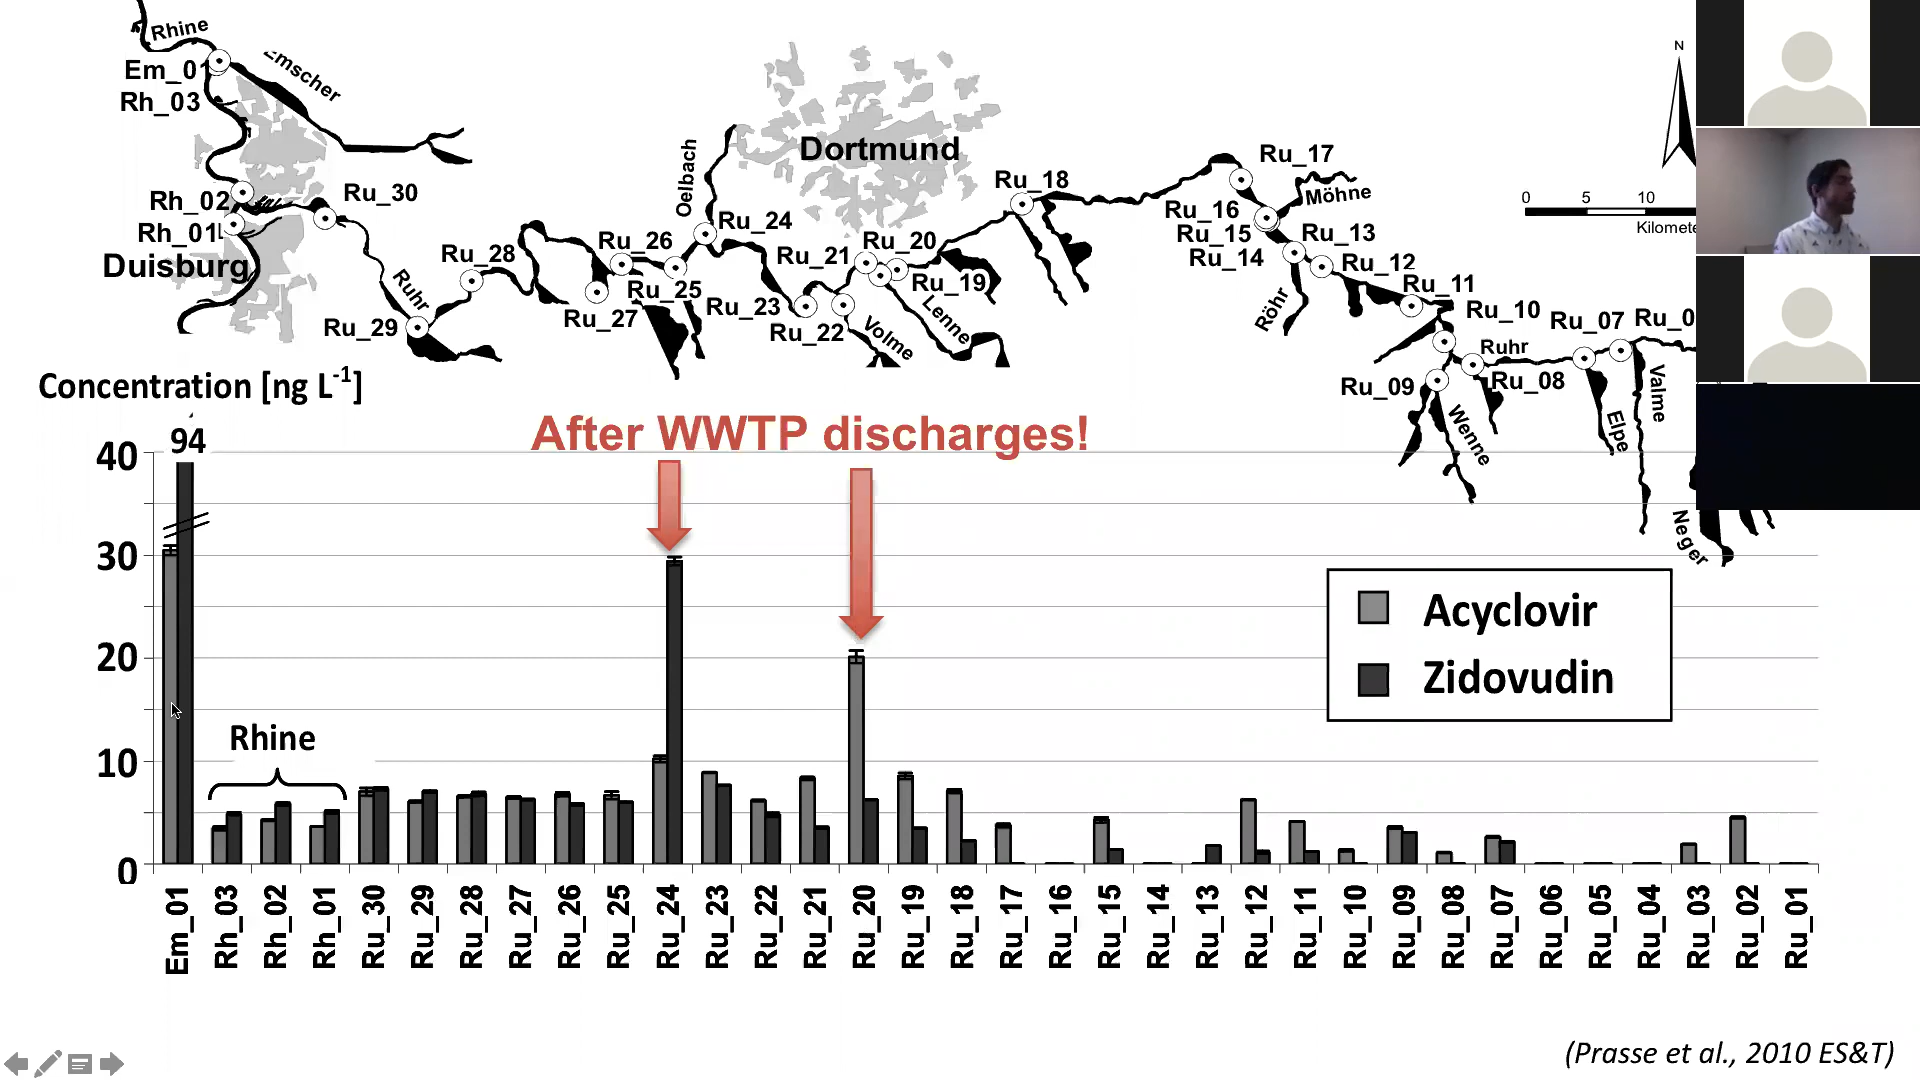 Rhine
Em_01
Emscher
Rh_03
Rh_02
Rh_01
Duisburg
Ru_30
Ruhr
Ru_29
Ru_28
Ru_27
Ru_26
Ru_25
Oelbach
Ru_24
Dortmund
Ru_23
Ru_22
Ru_21
Ru_20
Ru_19
Volme
Lenne
Ru_18
Ru_17
Möhne
Ru_16
Ru_15
Ru_14
Ru_13
Ru_12
Ru_11
Röhr
Ru_10
Ru_09
Ruhr
Ru_08
Wenne
Ru_07
Elpe
Ru_0
Valme
Neger
N
0 5 10
Kilomete
Concentration [ng L-1]
After WWTP discharges!
94
40
30
20
10
0
Rhine
Acyclovir
Zidovudin
Em_01
Rh_03
Rh_02
Rh_01
Ru_30
Ru_29
Ru_28
Ru_27
Ru_26
Ru_25
Ru_24
Ru_23
Ru_22
Ru_21
Ru_20
Ru_19
Ru_18
Ru_17
Ru_16
Ru_15
Ru_14
Ru_13
Ru_12
Ru_11
Ru_10
Ru_09
Ru_08
Ru_07
Ru_06
Ru_05
Ru_04
Ru_03
Ru_02
Ru_01
(Prasse et al., 2010 ES&T)